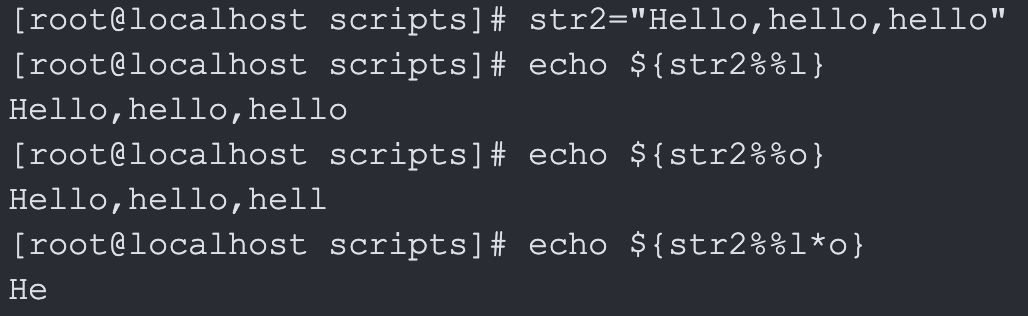 [root@localhost scripts]# str2="Hello,hello,hello"
[root@localhost scripts]# echo ${str2%%l}
Hello,hello,hello
[root@localhost scripts]# echo ${str2%%o}
Hello,hello,hell
[root@localhost scripts]# echo ${str2%%l*o}
He